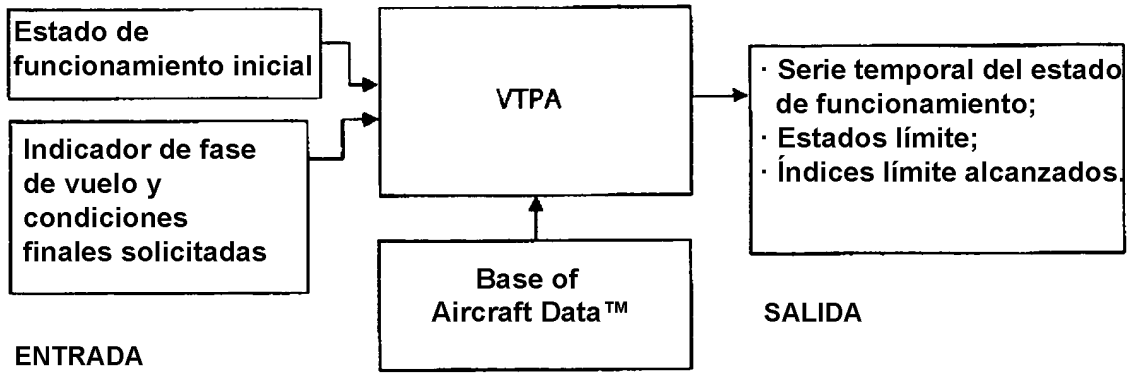 Estado de
funcionamiento inicial
Indicador de fase
de vuelo y
condiciones
finales solicitadas
ENTRADA
VTPA
Base of
Aircraft Data™
· Serie temporal del estado
de funcionamiento;
· Estados límite;
· Índices límite alcanzados.
SALIDA